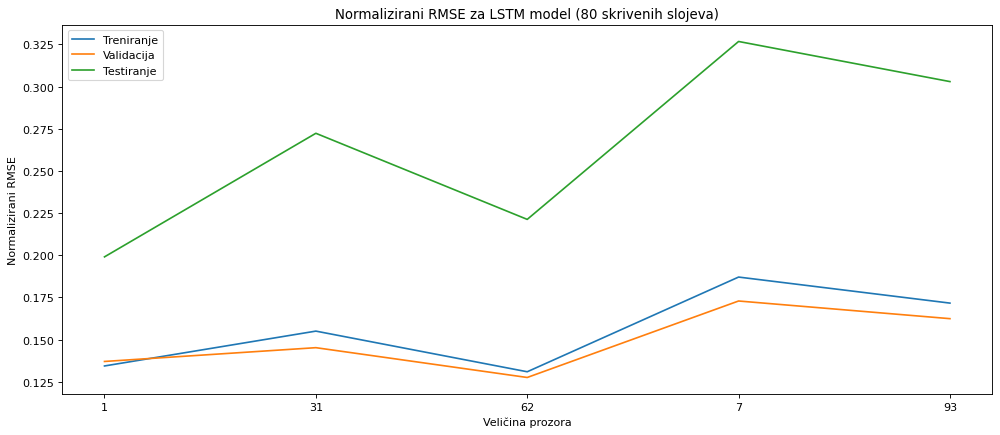 Normalizirani RMSE za LSTM model (80 skrivenih slojeva)
Treniranje
Validacija
Testiranje
Normalizirani RMSE
0.325
0.300
0.275
0.250
0.225
0.200
0.175
0.150
0.125
1 31 62 7 93
Veličina prozora